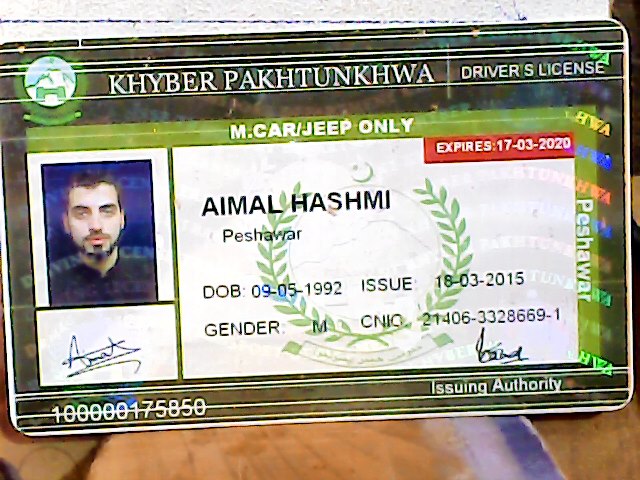 KHYBER PAKHTUNKHWA DRIVER'S LICENSE
M.CAR/JEEP ONLY
EXPIRES:17-03-2020
AIMAL HASHMI
Peshawar
DOB: 09-05-1992 ISSUE: 18-03-2015
GENDER: M CNIC: 21406-3328669-1
Issuing Authority
100000175850
Peshawar